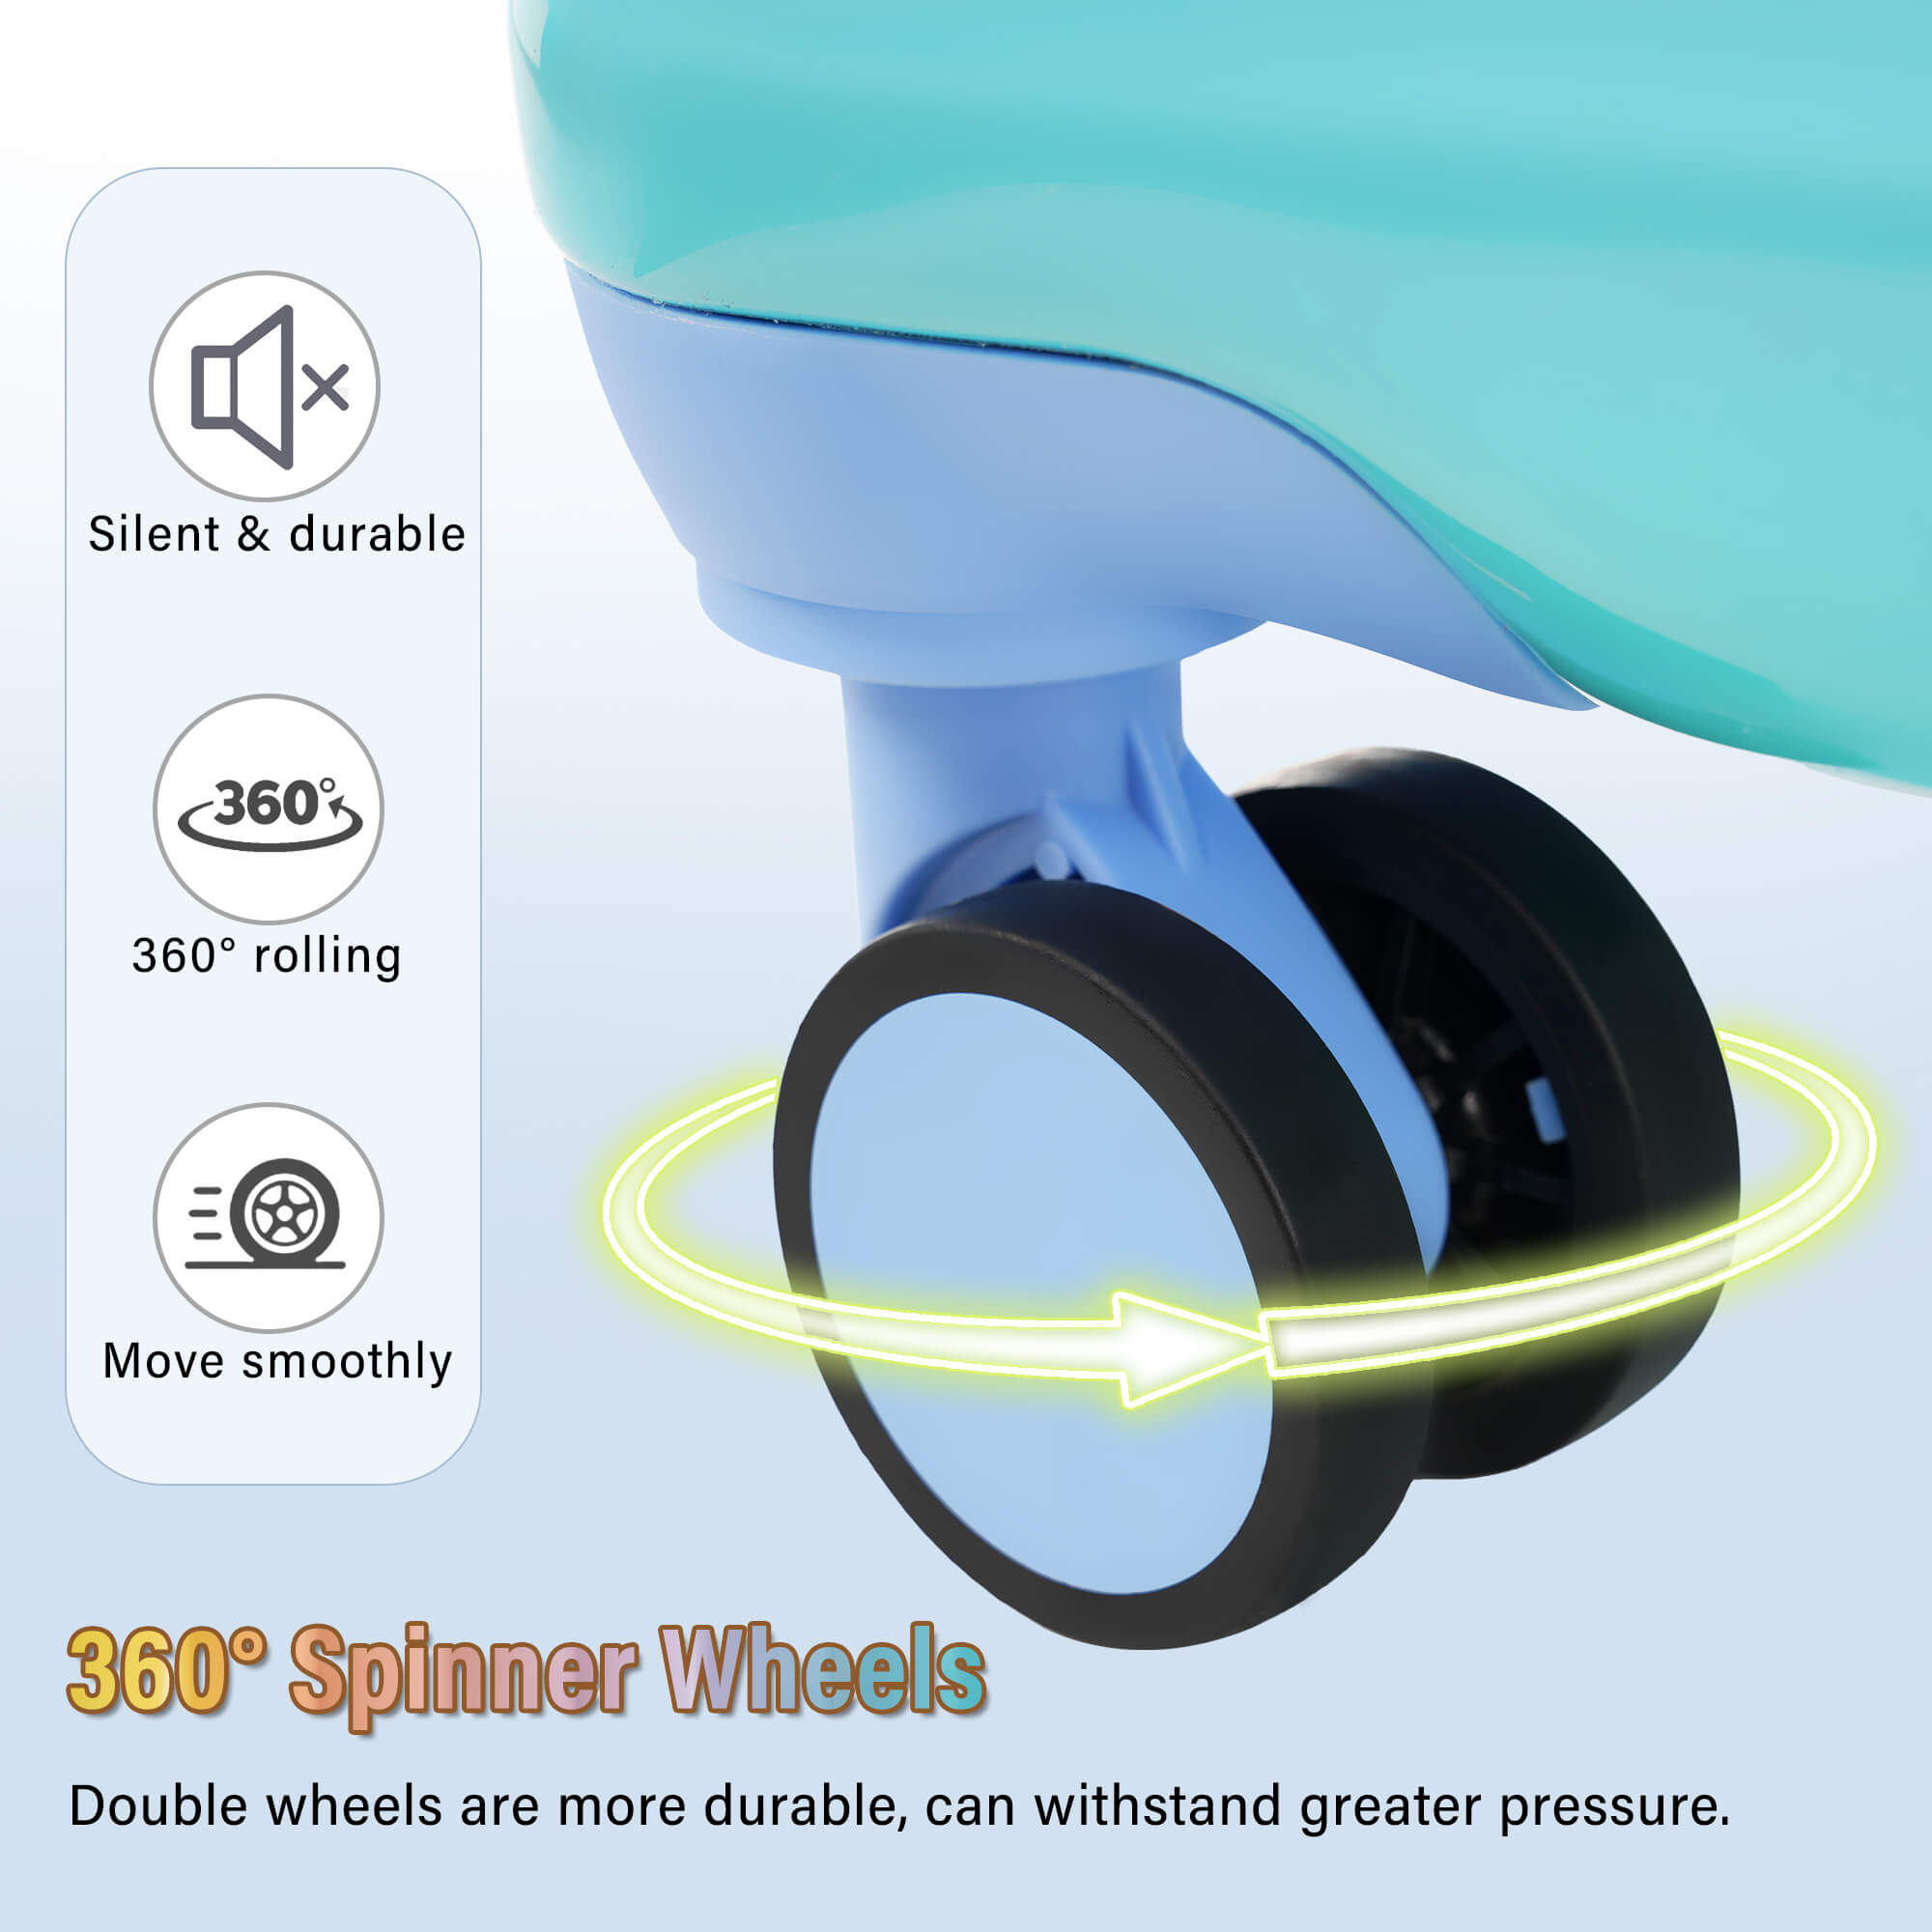 Silent & durable
360°
360° rolling
Move smoothly
360° Spinner Wheels
Double wheels are more durable, can withstand greater pressure.